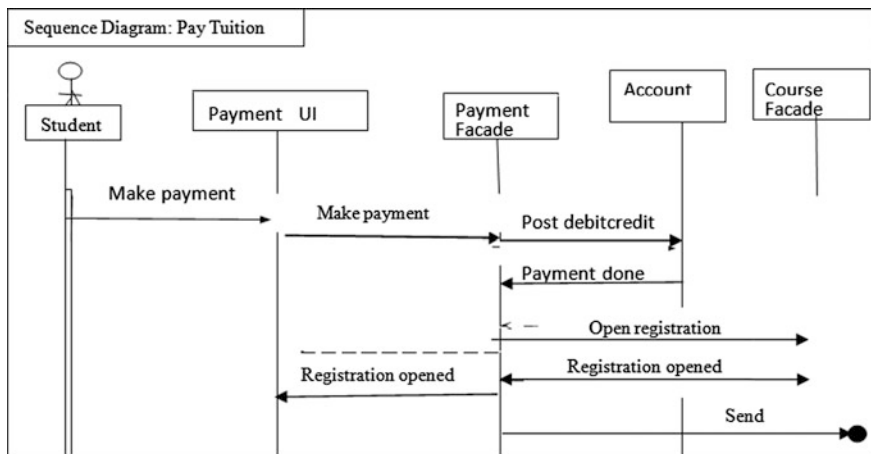 Sequence Diagram: Pay Tuition
Student
Payment UI
Payment
Facade
Account
Course
Facade
Make payment
Make payment
Post debitcredit
Payment done
Open registration
Registration opened
Registration opened
Send